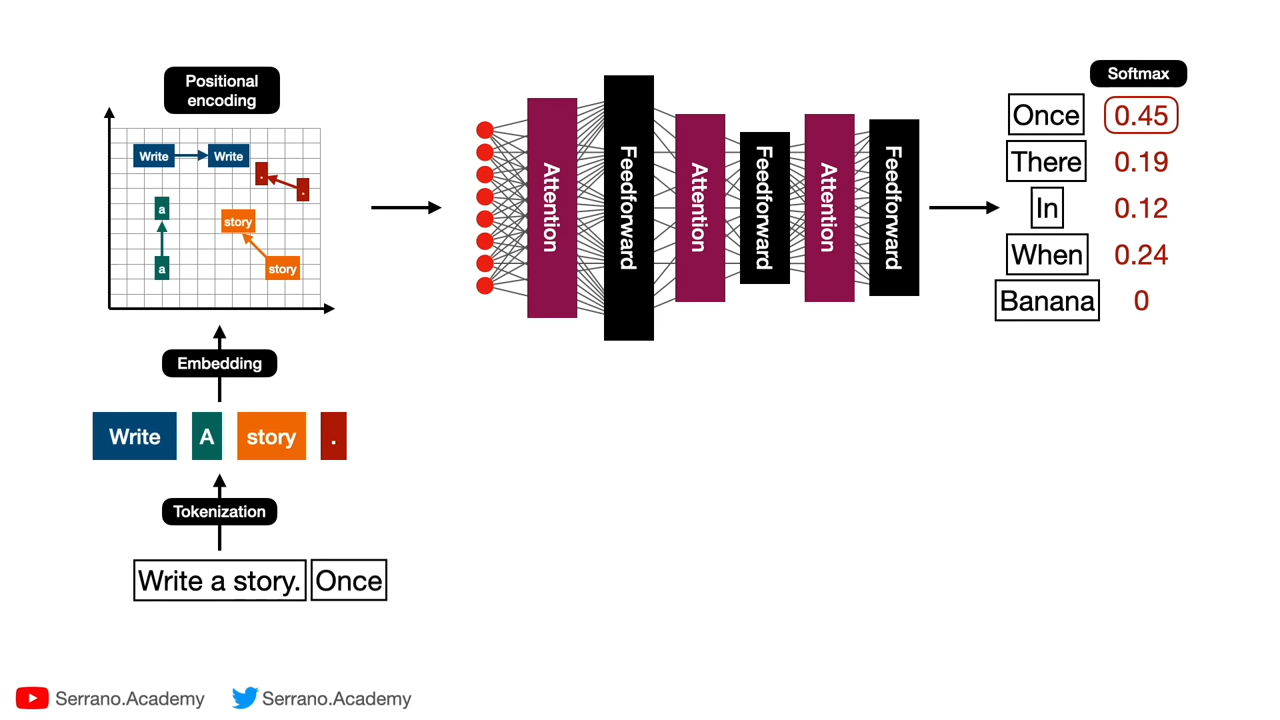 Positional
encoding
Write
Write
.
.
a
story
a
story
Embedding
Write
A
story
.
Tokenization
Write a story.
Once
Attention
Feedforward
Attention
Feedforward
Attention
Feedforward
Softmax
Once 0.45
There 0.19
In 0.12
When 0.24
Banana 0
Serrano.Academy
Serrano.Academy